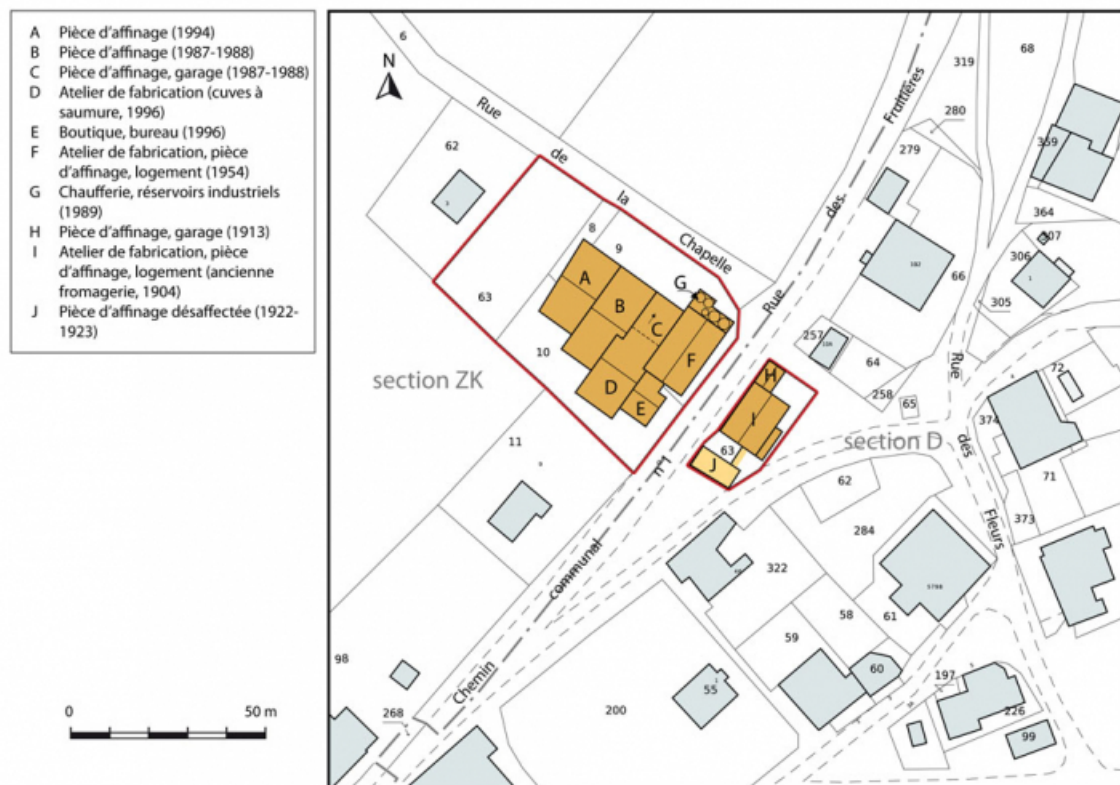 A Pièce d'affinage (1994)
B Pièce d'affinage (1987-1988)
C Pièce d'affinage, garage (1987-1988)
D Atelier de fabrication (cuves à
saumure, 1996)
E Boutique, bureau (1996)
F Atelier de fabrication, pièce
d'affinage, logement (1954)
G Chaufferie, réservoirs industriels
(1989)
H Pièce d'affinage, garage (1913)
I Atelier de fabrication, pièce
d'affinage, logement (ancienne
fromagerie, 1904)
J Pièce d'affinage désaffectée (1922-
1923)
0 50 m
N
6
Rue de la Chapelle
Rue des Fruitières
319
68
280
279
359
62
364
307
306
305
8
9
66
G
A
B
C
F
63
10
D
E
257
64
258
65
H
I
63
J
section ZK
section D
72
374
71
373
Rue des Fleurs
11
Chemin communal n°1
62
284
322
58
61
59
60
55
200
197
226
99
98
268